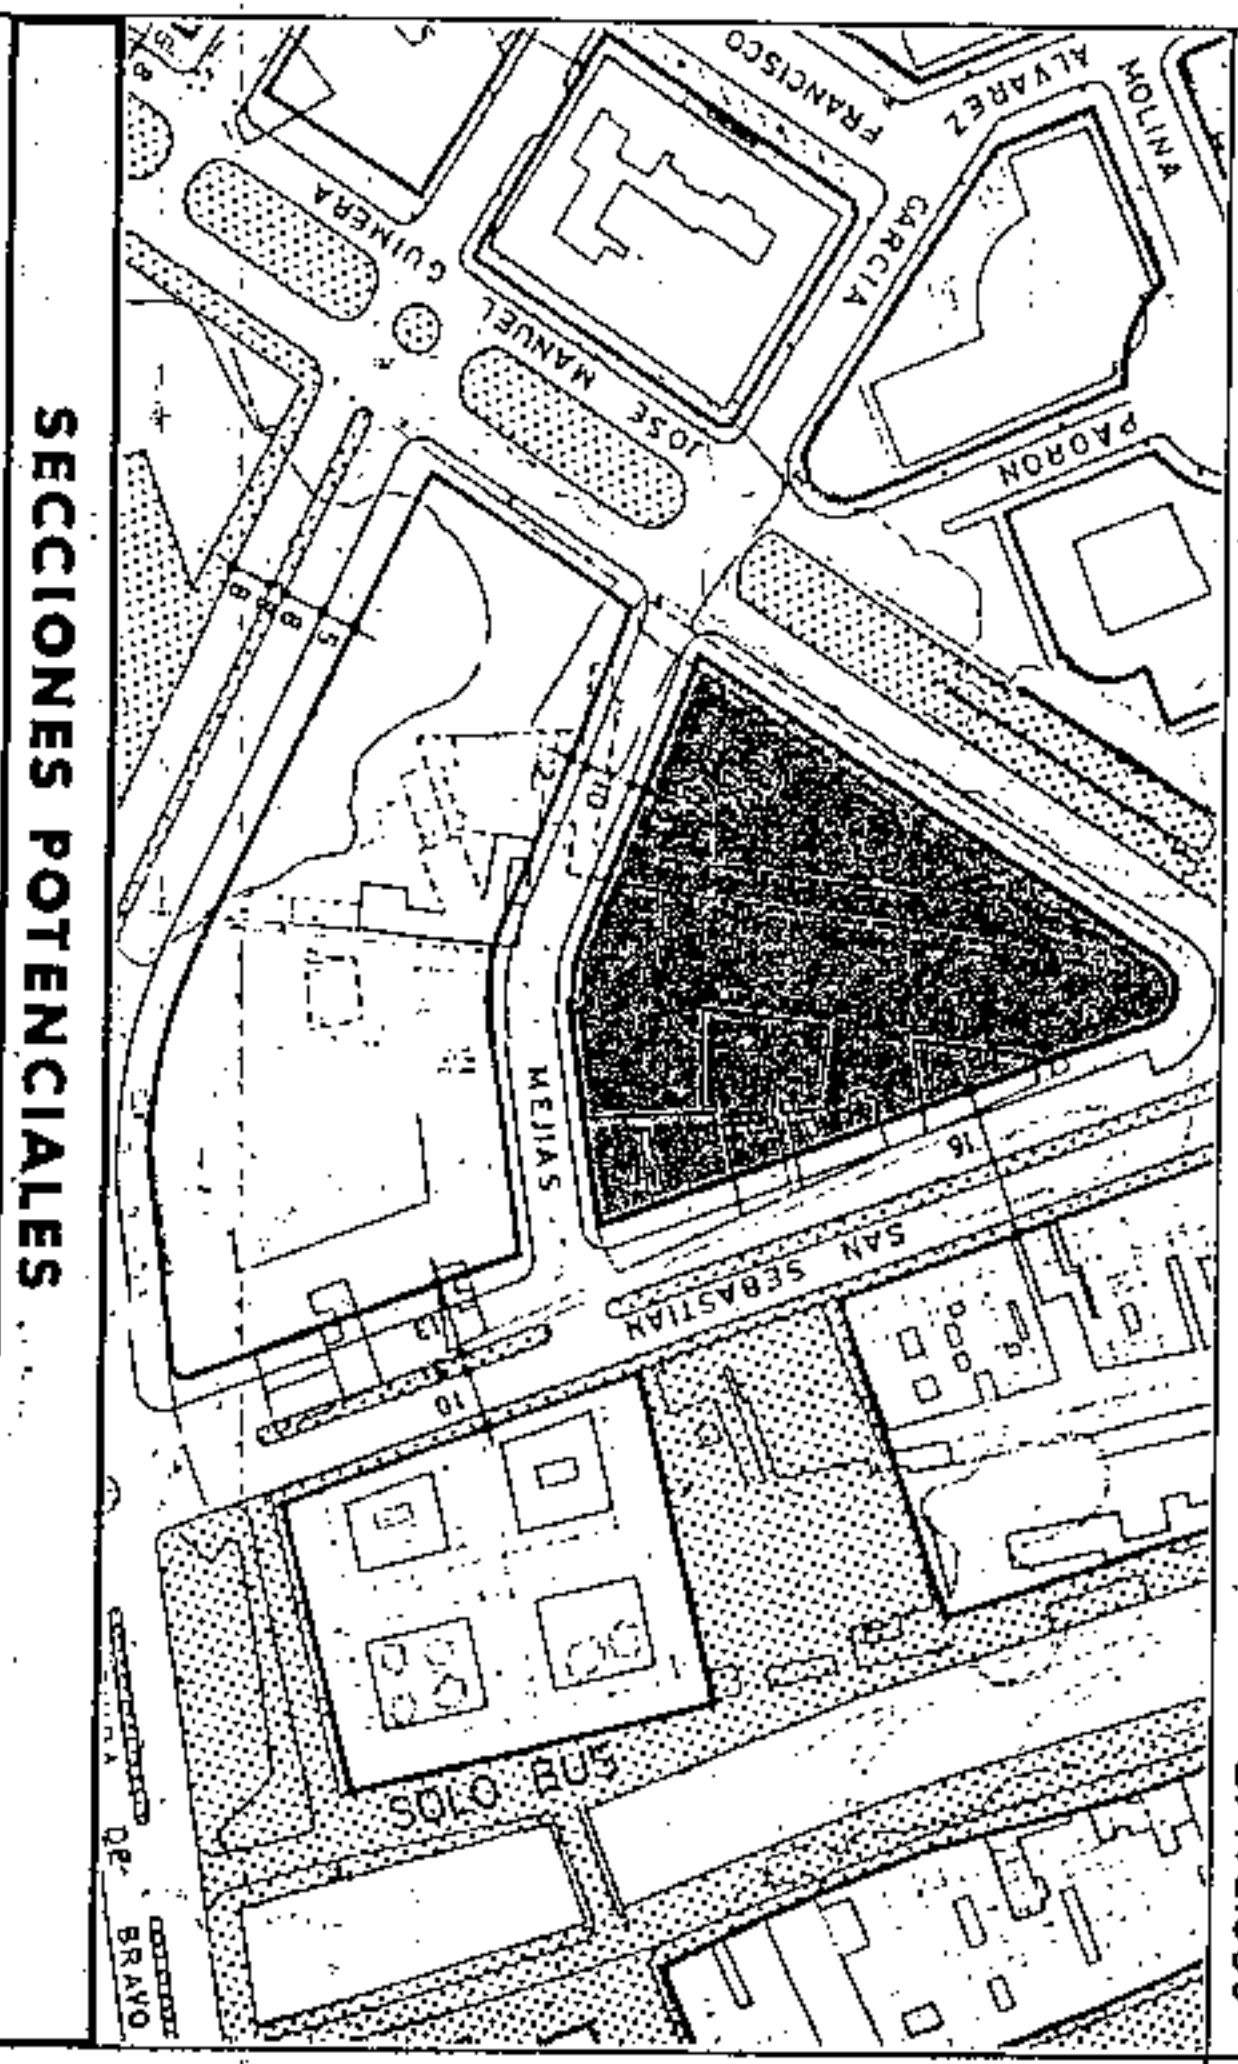 SECCIONES POTENCIALES
FRANCISCO
ALVAREZ
MOLINA
GUIMERA
GARCIA
JOSE MANUEL
PADRON
8
8
5
12
10
MEJIAS
16
SAN SEBASTIAN
13
10
SOLO BUS
DE
BRAVO